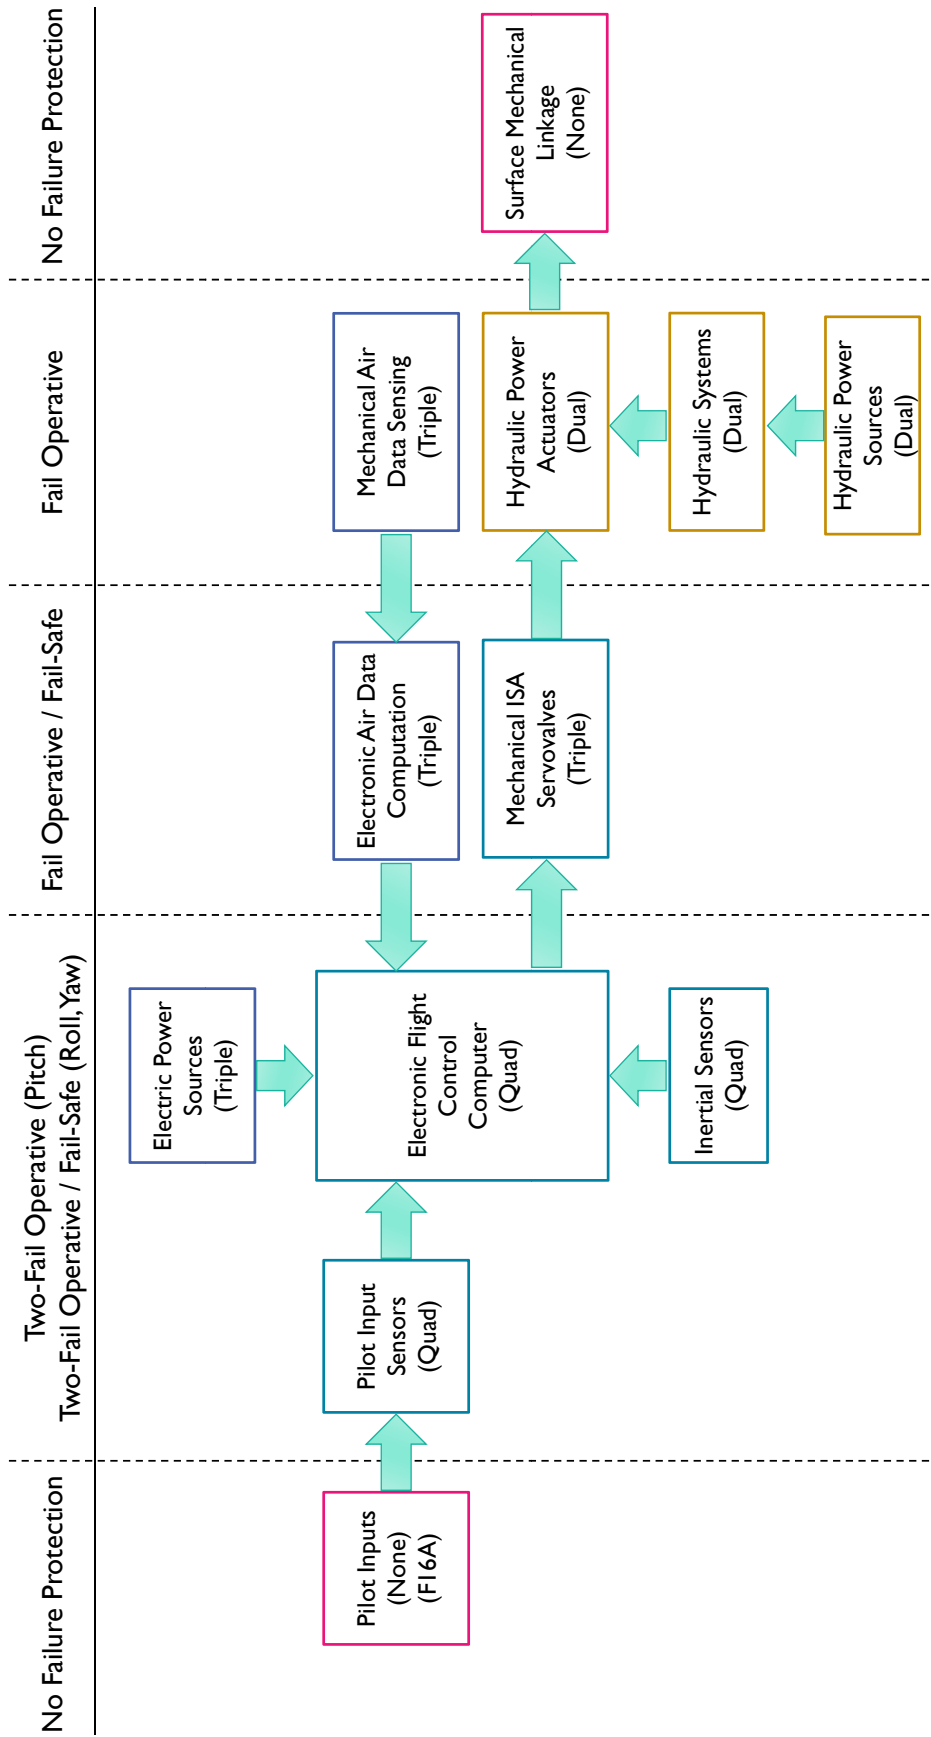 No Failure Protection
Two-Fail Operative (Pitch)
Two-Fail Operative / Fail-Safe (Roll, Yaw)
Fail Operative / Fail-Safe
Fail Operative
No Failure Protection
Pilot Inputs
(None)
(F16A)
Pilot Input
Sensors
(Quad)
Electric Power
Sources
(Triple)
Electronic Flight
Control
Computer
(Quad)
Inertial Sensors
(Quad)
Electronic Air Data
Computation
(Triple)
Mechanical ISA
Servovalves
(Triple)
Mechanical Air
Data Sensing
(Triple)
Hydraulic Power
Actuators
(Dual)
Hydraulic Systems
(Dual)
Hydraulic Power
Sources
(Dual)
Surface Mechanical
Linkage
(None)